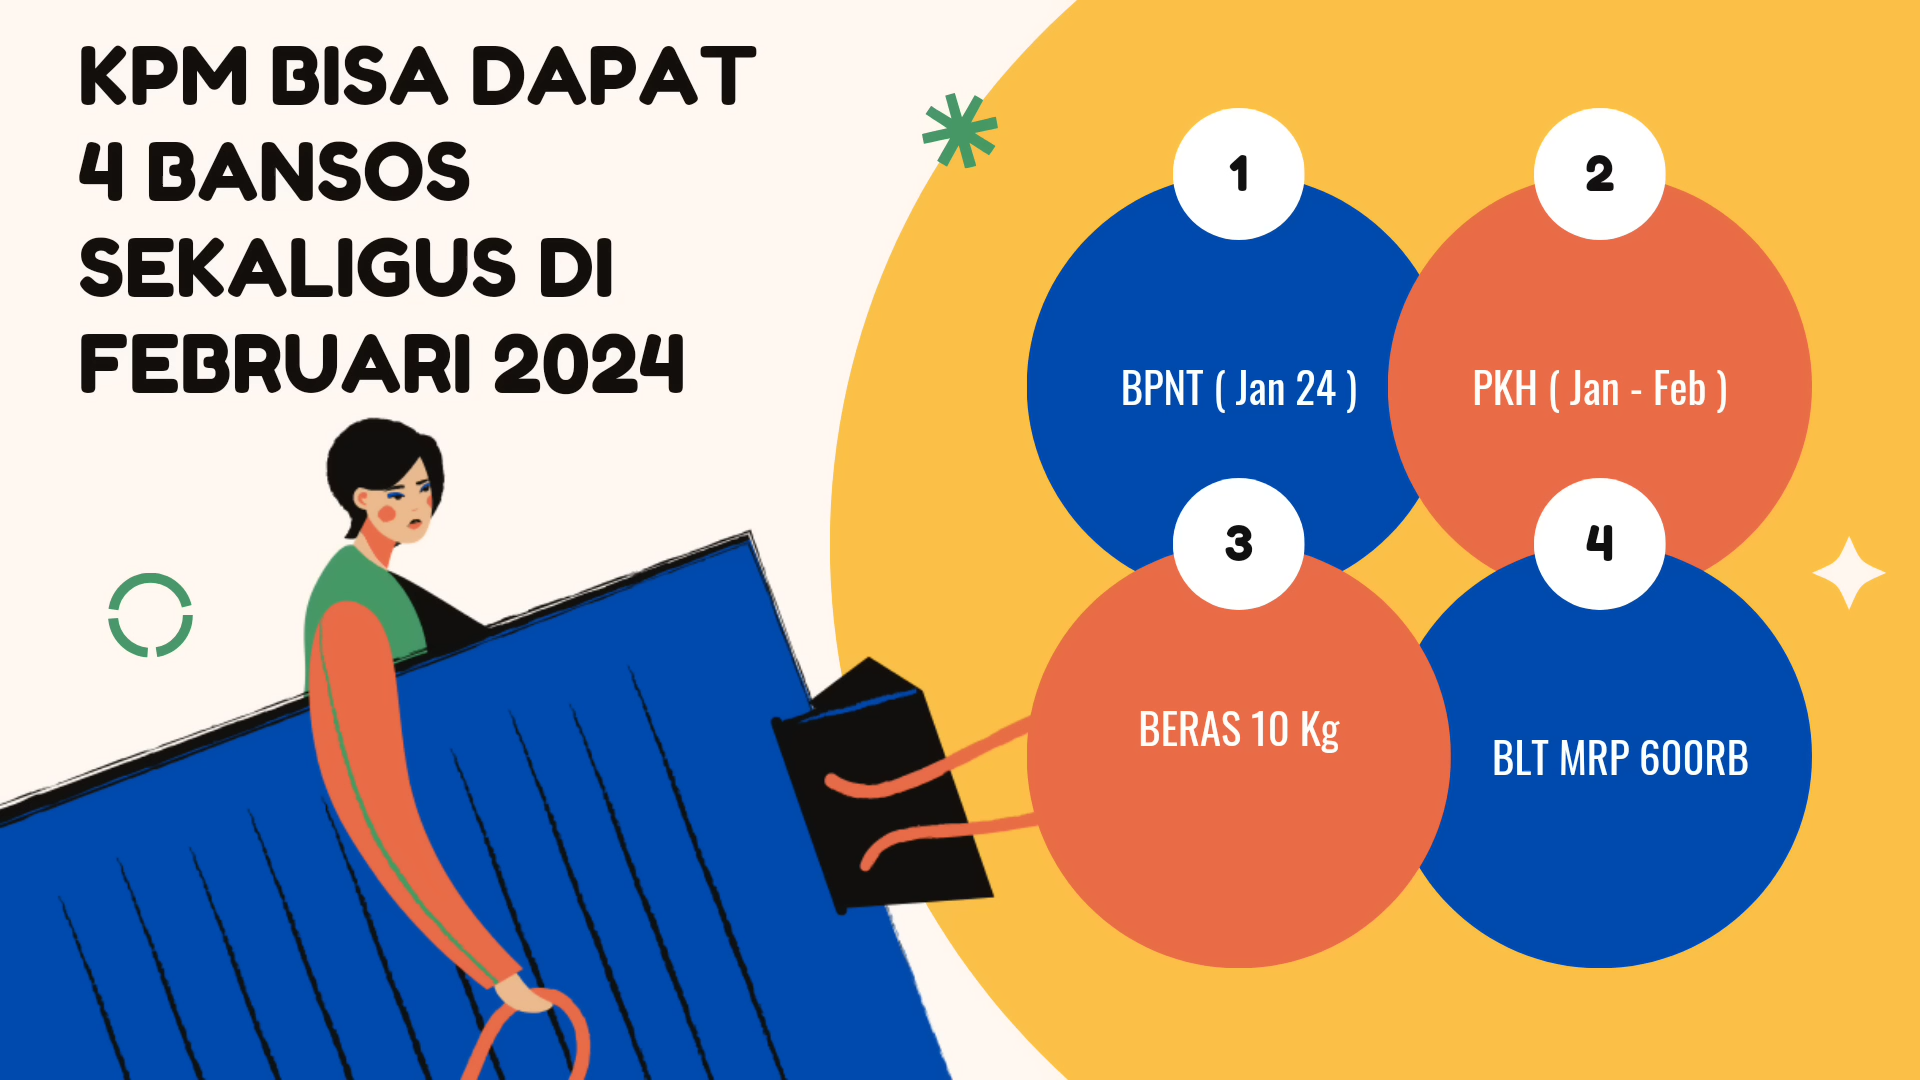 KPM BISA DAPAT
4 BANSOS
SEKALIGUS DI
FEBRUARI 2024
1
BPNT ( Jan 24 )
2
PKH ( Jan - Feb )
3
BERAS 10 Kg
4
BLT MRP 600RB